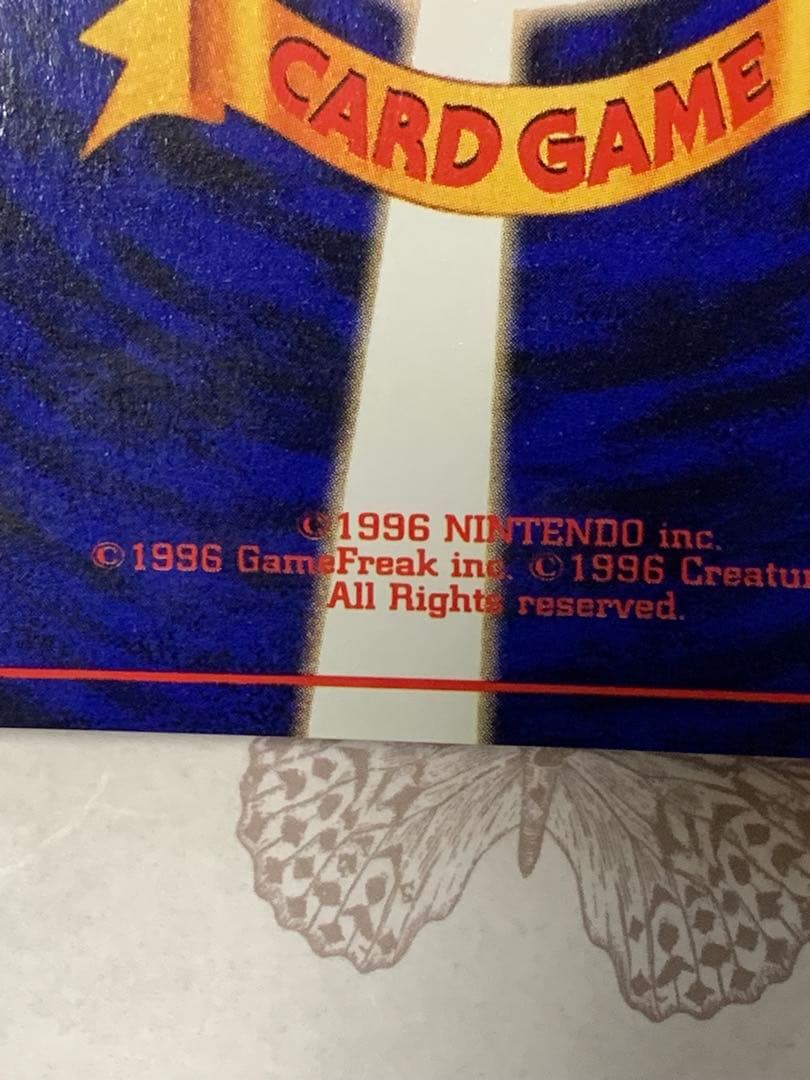 CARD GAME
©1996 NINTENDO inc.
©1996 GameFreak inc. ©1996 Creatur
All Rights reserved.